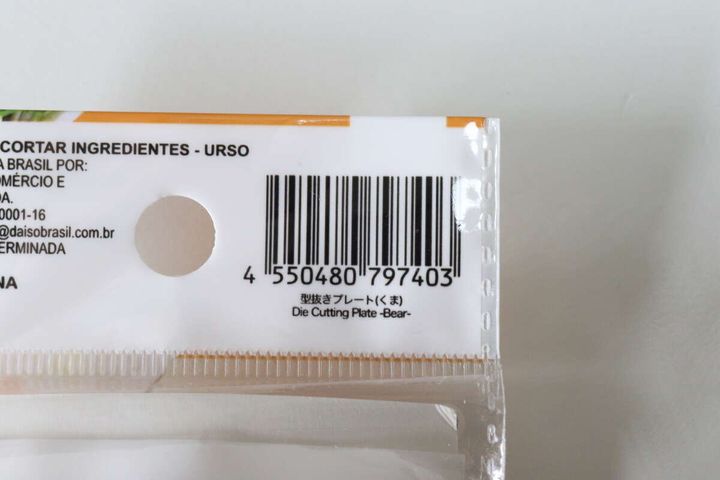 CORTAR INGREDIENTES - URSO
A BRASIL POR:
OMÉRCIO E
DA.
0001-16
@daisobrasil.com.br
ERMINADA
NA
4 550480 797403
型抜きプレート(くま)
Die Cutting Plate -Bear-